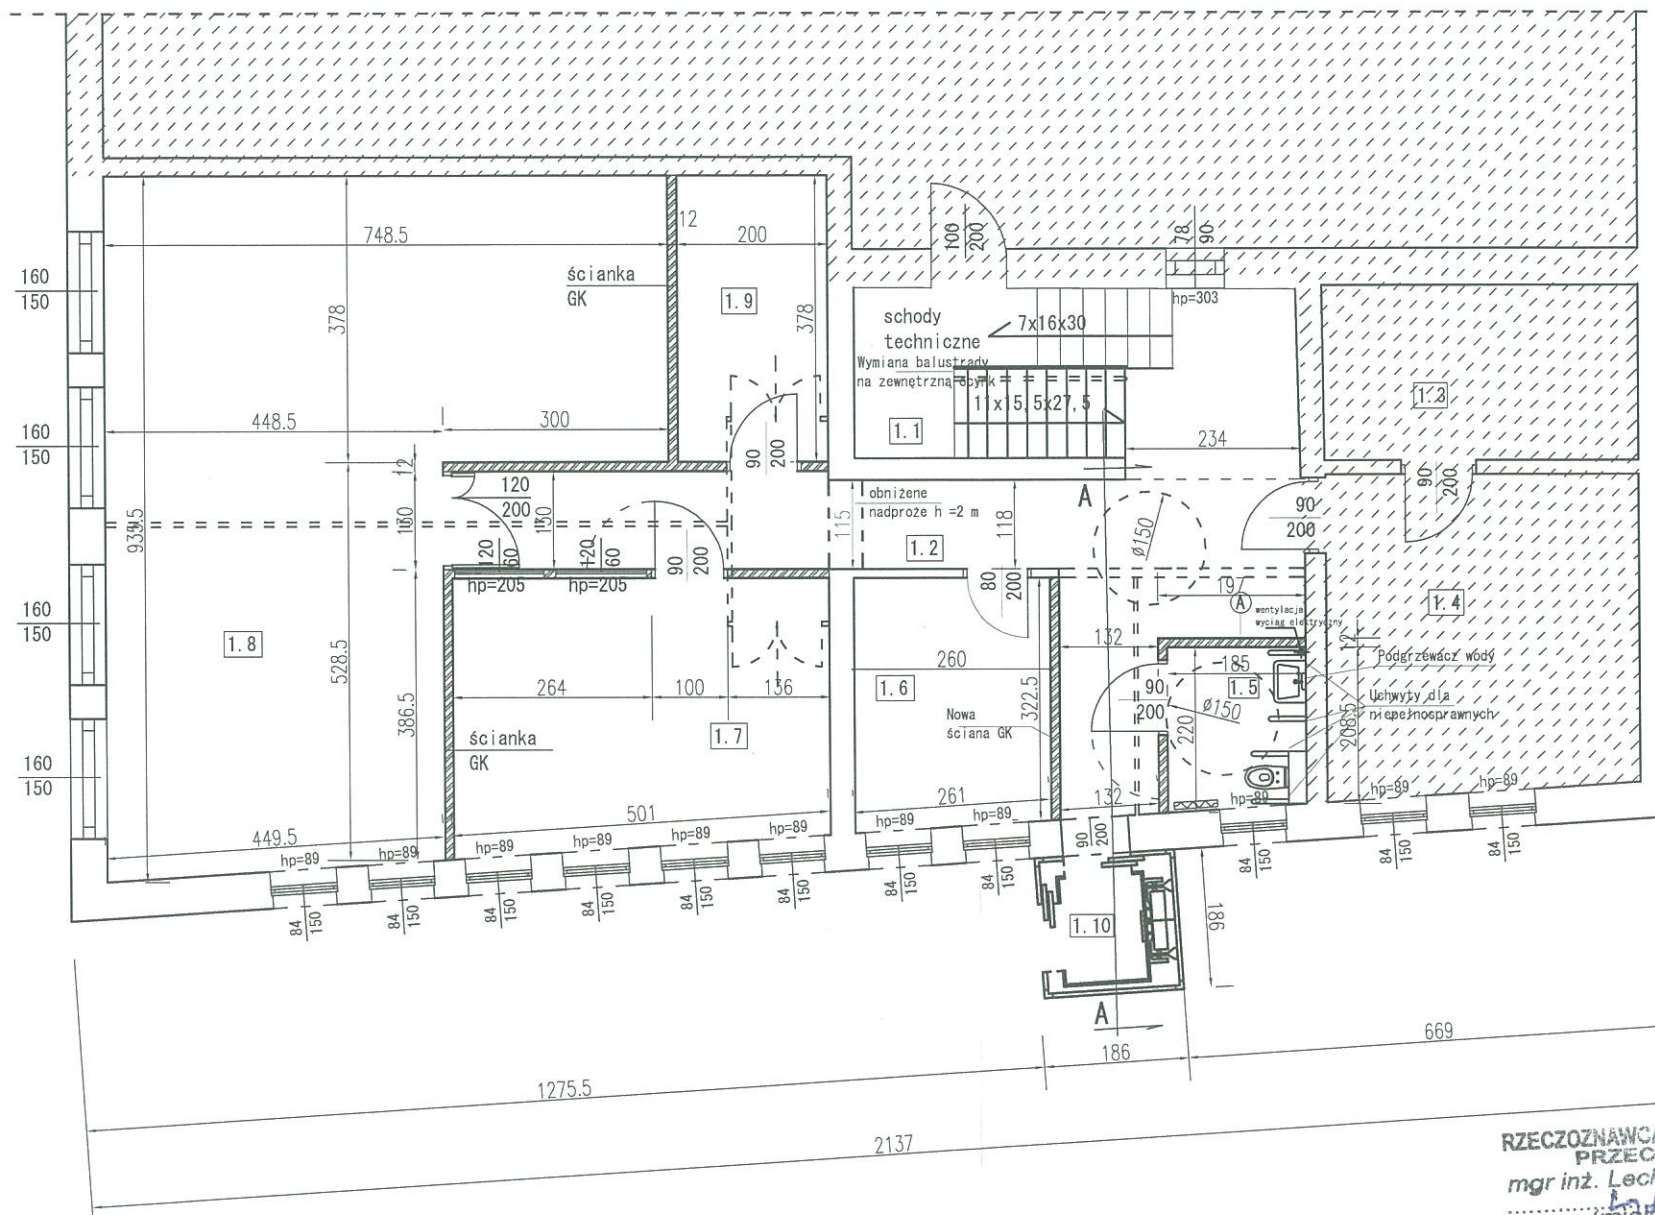 78
90
100
200
12
748.5
200
160
150
ścianka
GK
1.9
hp=303
378
378
schody
techniczne
7x16x30
Wymiana balustrady
na zewnętrzną ocynk
1.3
11x15,5x27,5
448.5
300
1.1
160
150
234
90
200
12
90
200
A
120
200
obniżene
nadproże h =2 m
90
200
935.5
130
130
115
118
Ø150
1.2
120
60
120
60
90
200
hp=205
hp=205
80
200
197
A
wentylacja
wyciąg elektryczny
1.4
160
150
1.8
132
12
Podgrzewacz wody
528.5
260
185
264
100
136
1.6
1.5
Uchwyty dla
niepełnosprawnych
90
200
Ø150
386.5
322.5
Nowa
ściana GK
208.5
220
ścianka
GK
1.7
160
150
501
261
132
hp=89
hp=89
hp=89
449.5
hp=89
hp=89
hp=89
hp=89
hp=89
hp=89
hp=89
hp=89
90
200
84
150
84
150
84
150
84
150
84
150
84
150
84
150
84
150
84
150
84
150
84
150
1.10
186
A
186
669
1275.5
2137
RZECZOZNAWCA
PRZEC
mgr inż. Lech